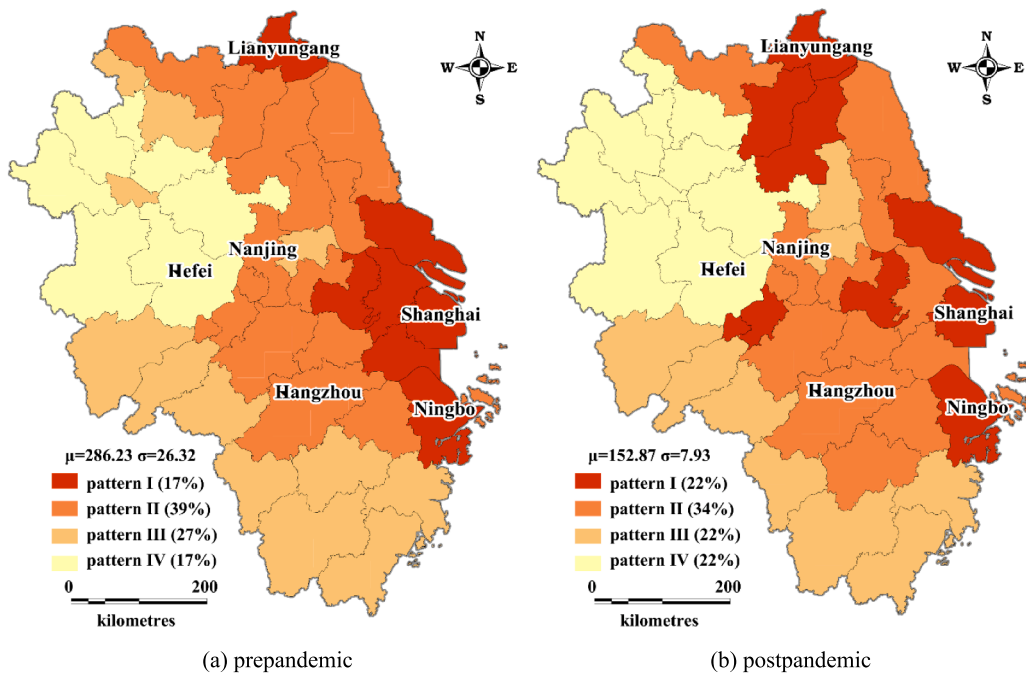 Lianyungang
N
W E
S
Nanjing
Hefei
Shanghai
Hangzhou
Ningbo
μ=286.23 σ=26.32
pattern I (17%)
pattern II (39%)
pattern III (27%)
pattern IV (17%)
0 200
kilometres
(a) prepandemic
Lianyungang
N
W E
S
Nanjing
Hefei
Shanghai
Hangzhou
Ningbo
μ=152.87 σ=7.93
pattern I (22%)
pattern II (34%)
pattern III (22%)
pattern IV (22%)
0 200
kilometres
(b) postpandemic